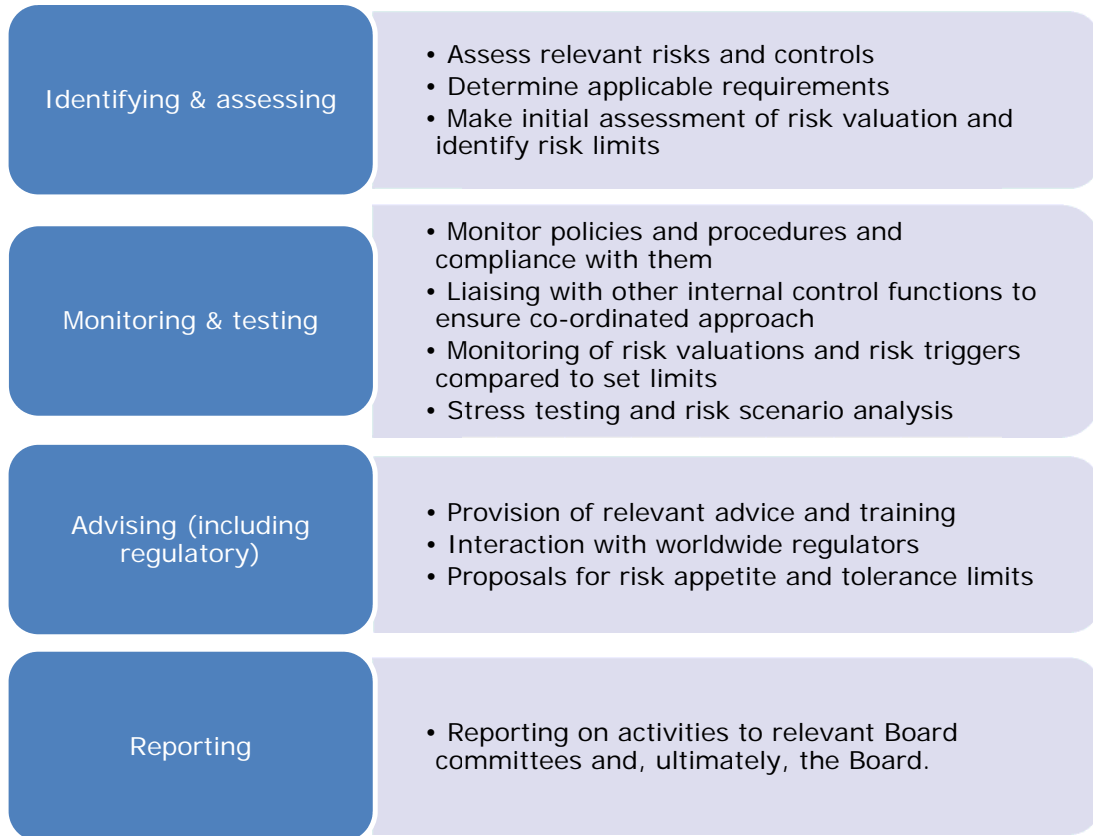 Identifying & assessing
• Assess relevant risks and controls
• Determine applicable requirements
• Make initial assessment of risk valuation and
identify risk limits
Monitoring & testing
• Monitor policies and procedures and
compliance with them
• Liaising with other internal control functions to
ensure co-ordinated approach
• Monitoring of risk valuations and risk triggers
compared to set limits
• Stress testing and risk scenario analysis
Advising (including
regulatory)
• Provision of relevant advice and training
• Interaction with worldwide regulators
• Proposals for risk appetite and tolerance limits
Reporting
• Reporting on activities to relevant Board
committees and, ultimately, the Board.